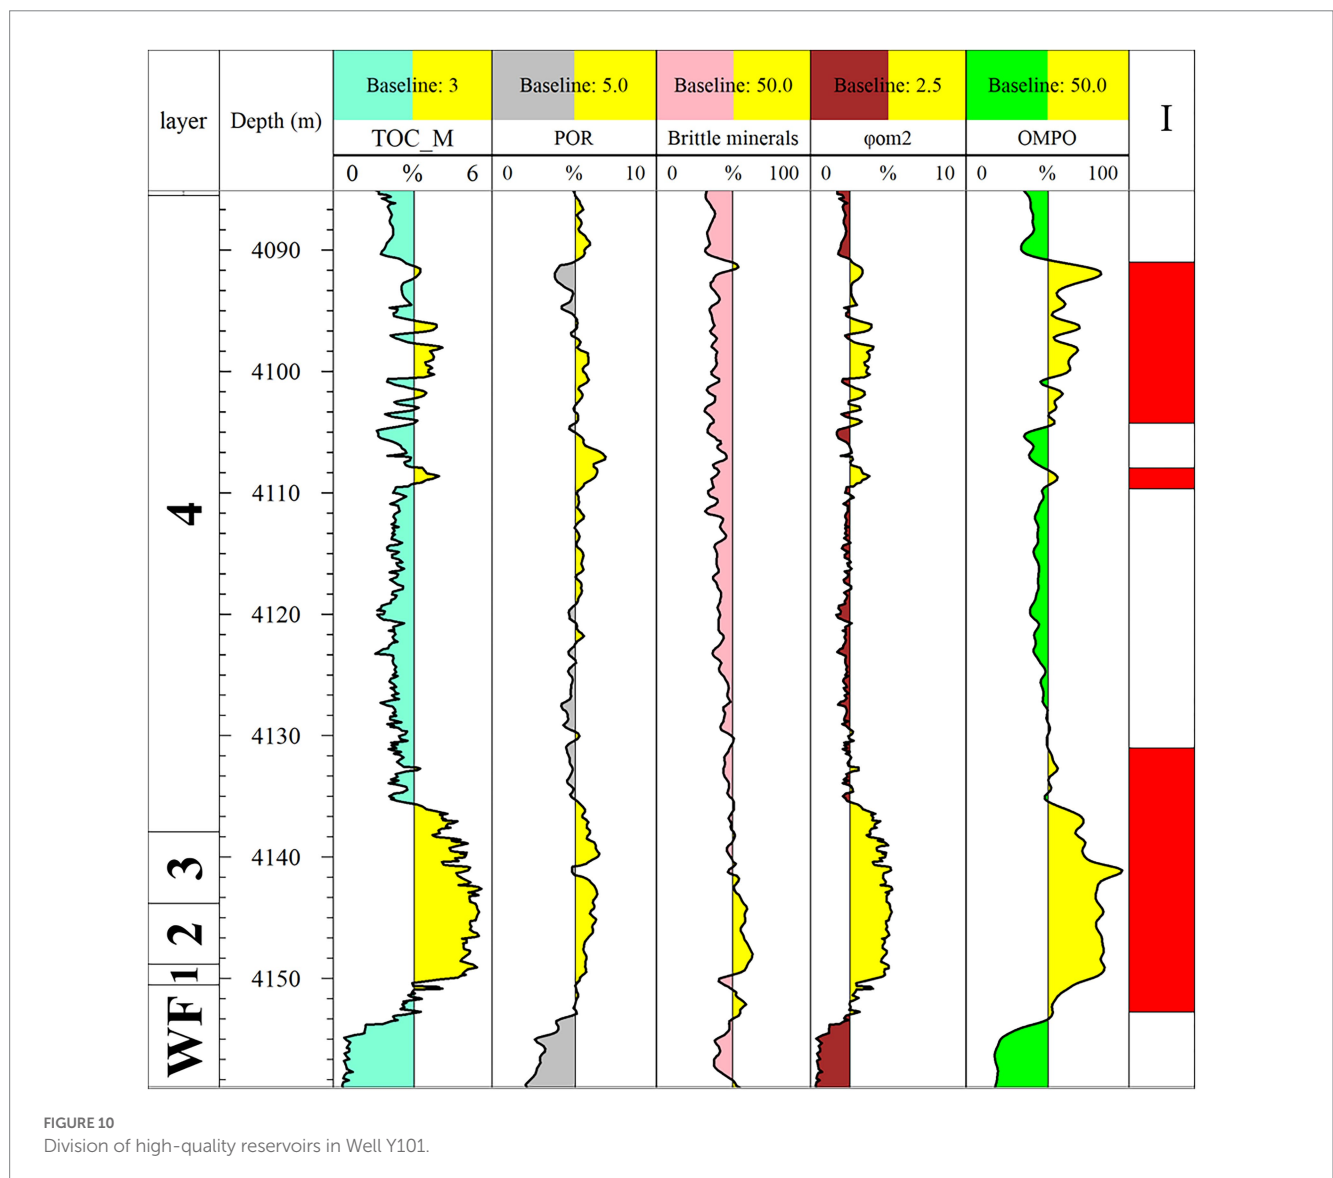 layer Depth (m) Baseline: 3 Baseline: 5.0 Baseline: 50.0 Baseline: 2.5 Baseline: 50.0 I
TOC_M POR Brittle minerals φom2 OMPO
0 % 6 0 % 10 0 % 100 0 % 10 0 % 100
4090
4100
4110
4
4120
4130
4140
3
2
4150
1
WF
FIGURE 10
Division of high-quality reservoirs in Well Y101.